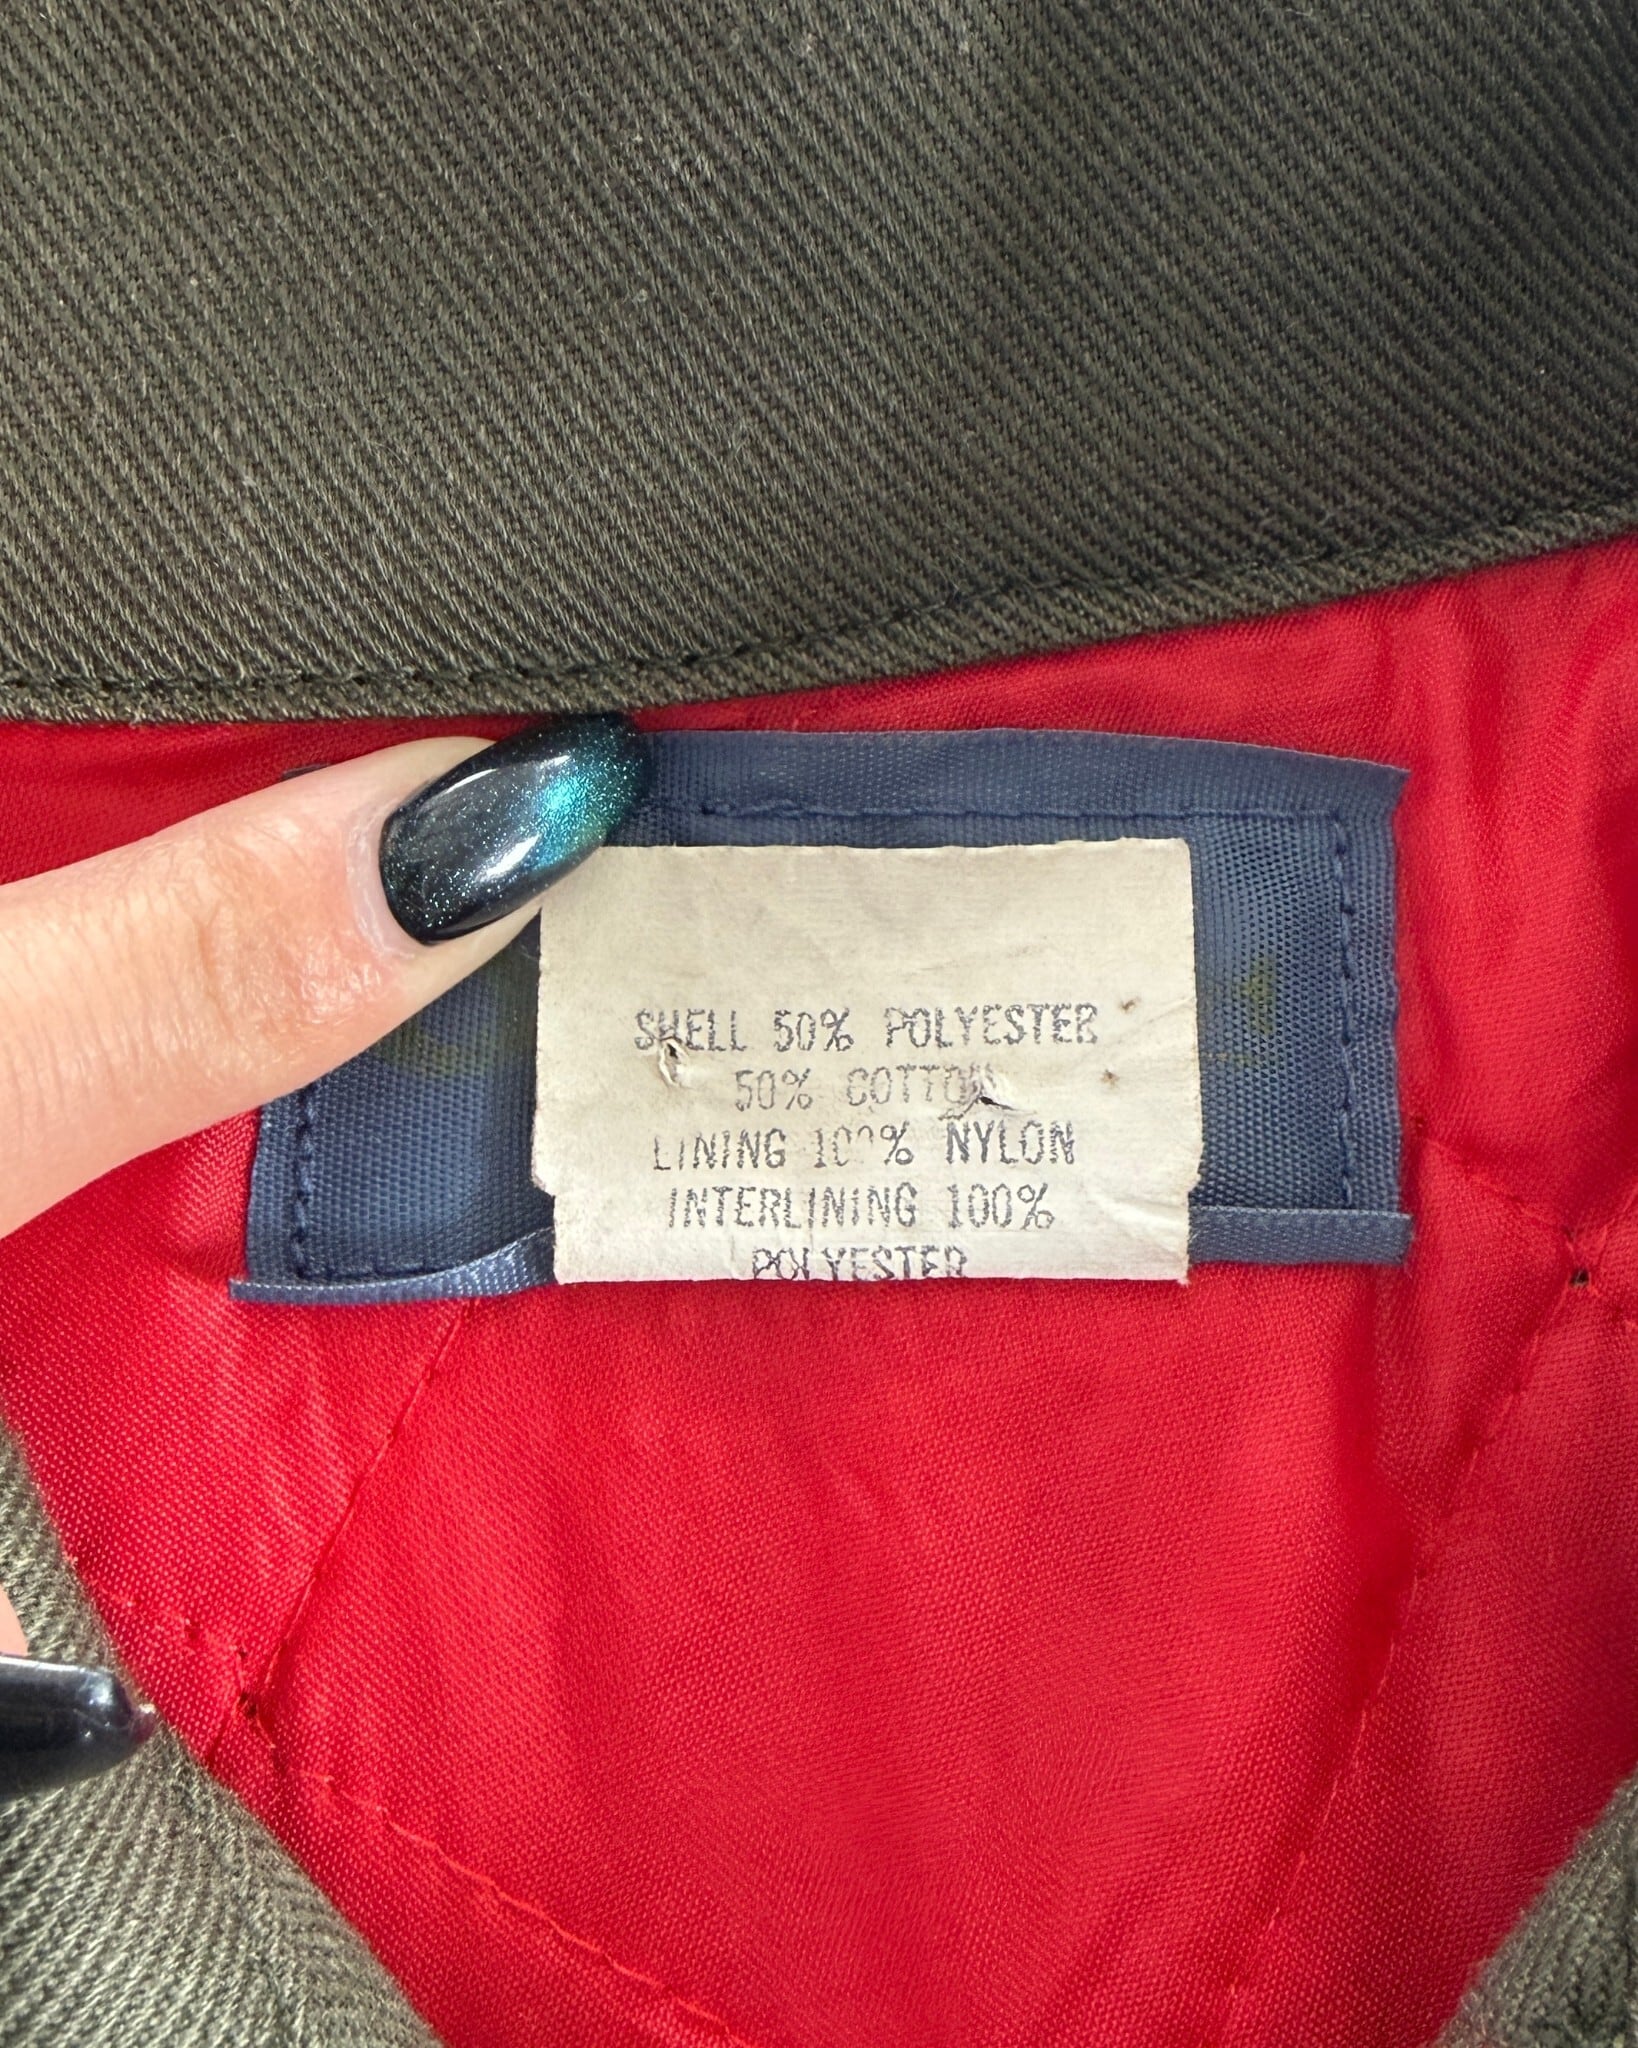 SHELL 50% POLYESTER
50% COTTON
LINING 100% NYLON
INTERLINING 100%
POLYESTER